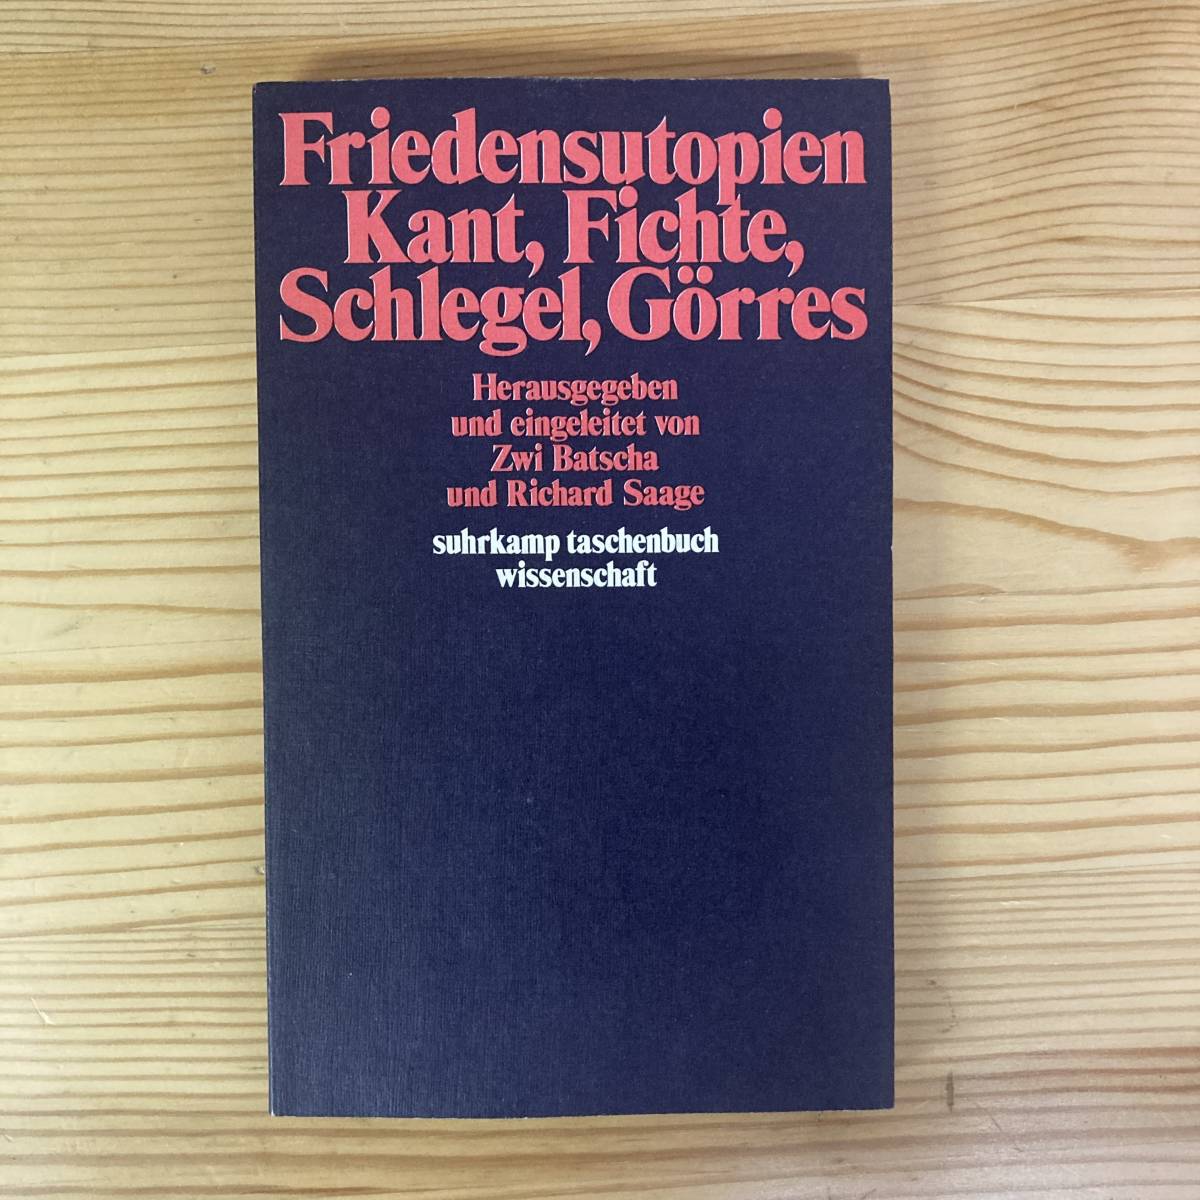 Friedensutopien
Kant, Fichte,
Schlegel, Görres
Herausgegeben
und eingeleitet von
Zwi Batscha
und Richard Saage
suhrkamp taschenbuch
wissenschaft